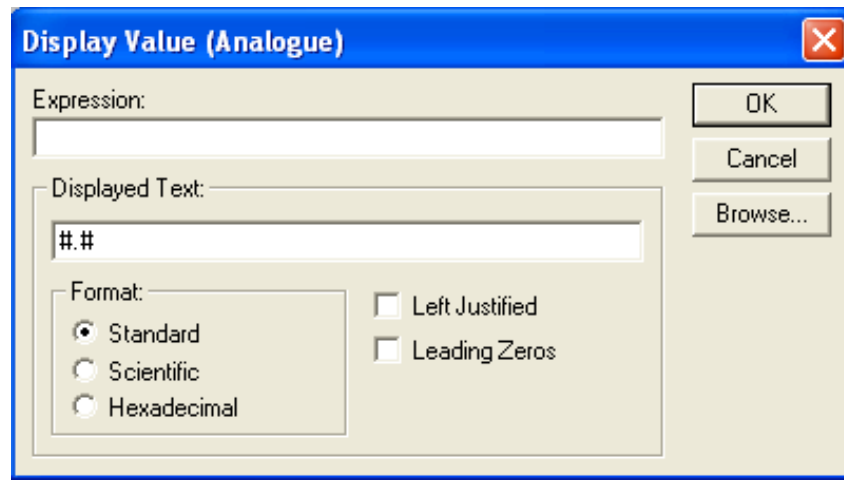 Display Value (Analogue)
Expression:
OK
Cancel
Displayed Text:
Browse...
#.#
Format:
Left Justified
Standard
Leading Zeros
Scientific
Hexadecimal